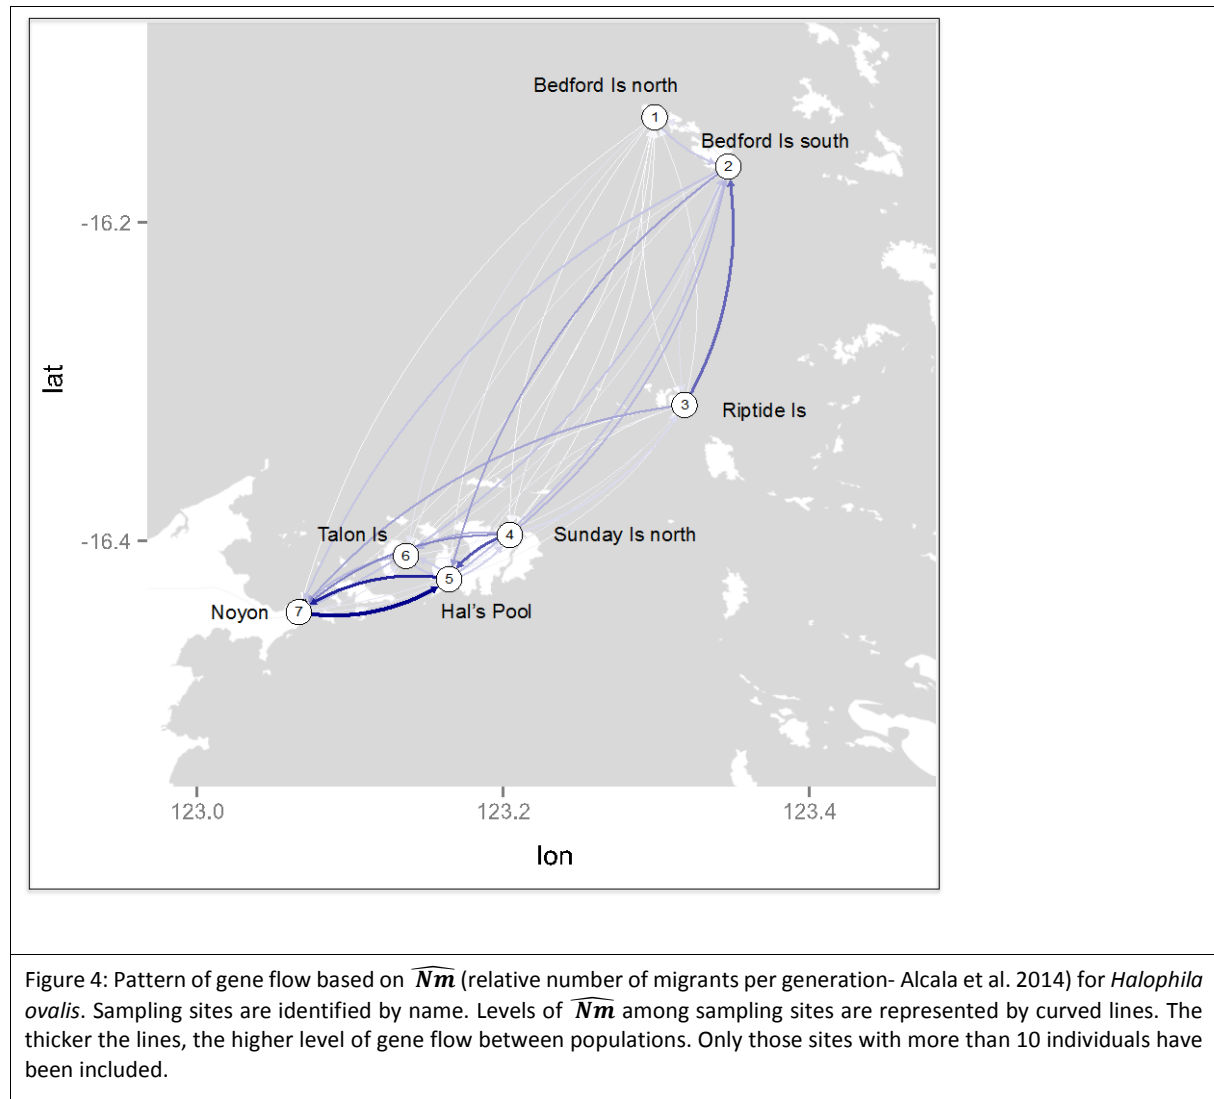 Bedford Is north
1
Bedford Is south
2
-16.2
lat
3
Riptide Is
Talon Is
4
Sunday Is north
-16.4
6
5
Noyon
7
Hal's Pool
123.0
123.2
123.4
lon
Figure 4: Pattern of gene flow based on N̂m (relative number of migrants per generation- Alcala et al. 2014) for Halophila
ovalis. Sampling sites are identified by name. Levels of N̂m among sampling sites are represented by curved lines. The
thicker the lines, the higher level of gene flow between populations. Only those sites with more than 10 individuals have
been included.